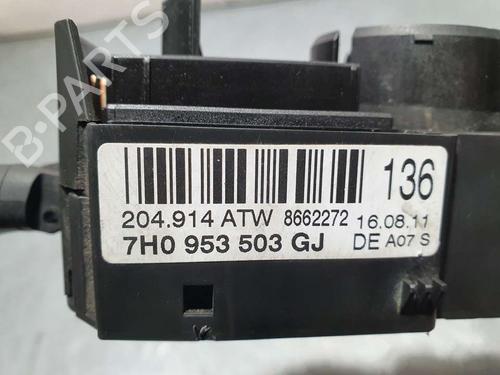 B-PARTS
136
204.914 ATW 8662272 16.08.11
7H0 953 503 GJ DE A07 S